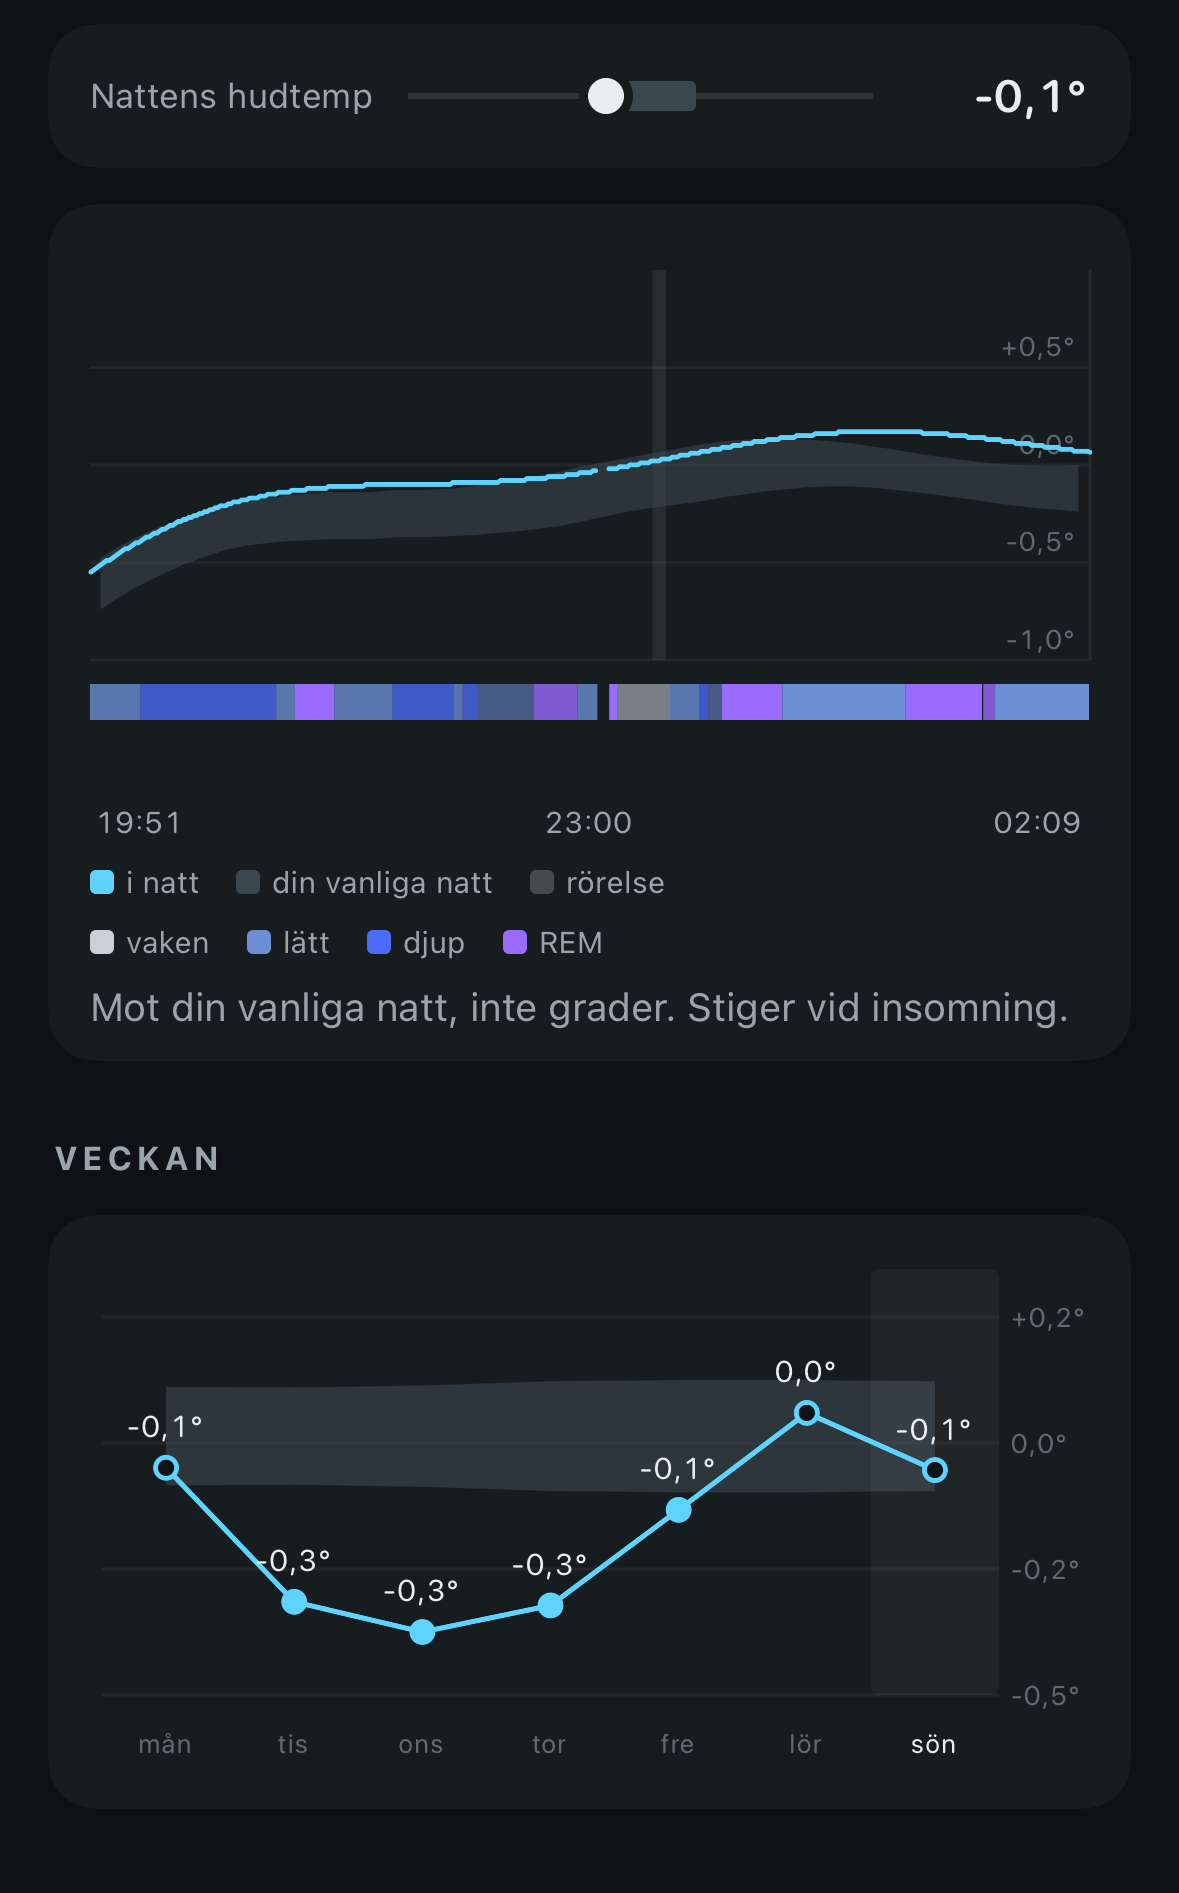 Nattens hudtemp -0,1°
+0,5°
0,0°
-0,5°
-1,0°
19:51 23:00 02:09
i natt din vanliga natt rörelse
vaken lätt djup REM
Mot din vanliga natt, inte grader. Stiger vid insomning.
VECKAN
+0,2°
0,0°
-0,1°
-0,1°
0,0°
-0,1°
-0,3°
-0,3°
-0,3°
-0,2°
-0,5°
mån tis ons tor fre lör sön